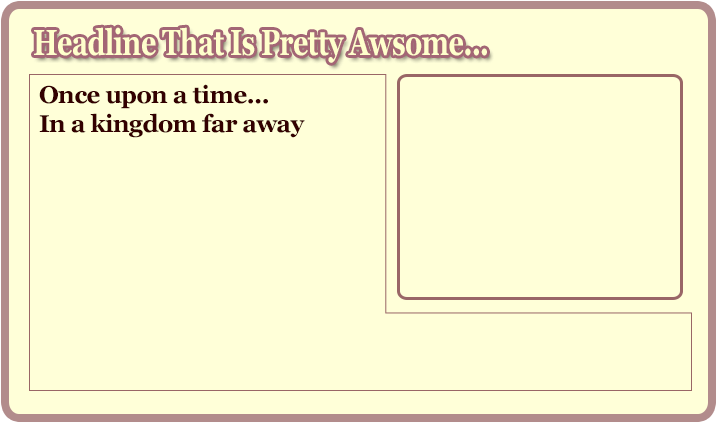 Headline That Is Pretty Awsome...
Once upon a time...
In a kingdom far away